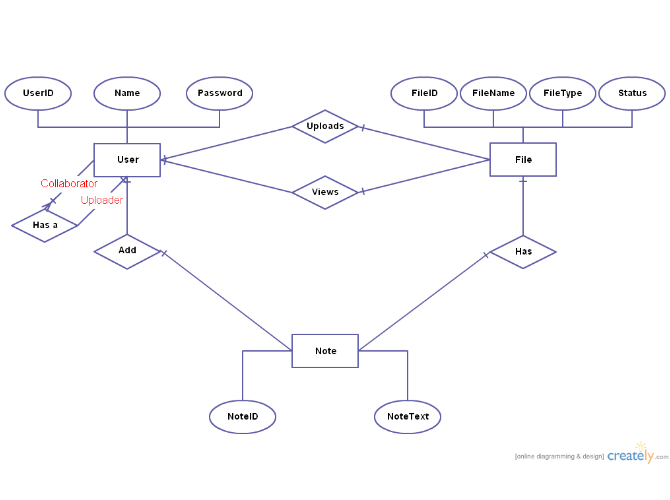 UserID
Name
Password
FileID
FileName
FileType
Status
Uploads
User
File
Collaborator
Uploader
Views
Has a
Add
Has
Note
NoteID
NoteText
[online diagramming & design] creately.com